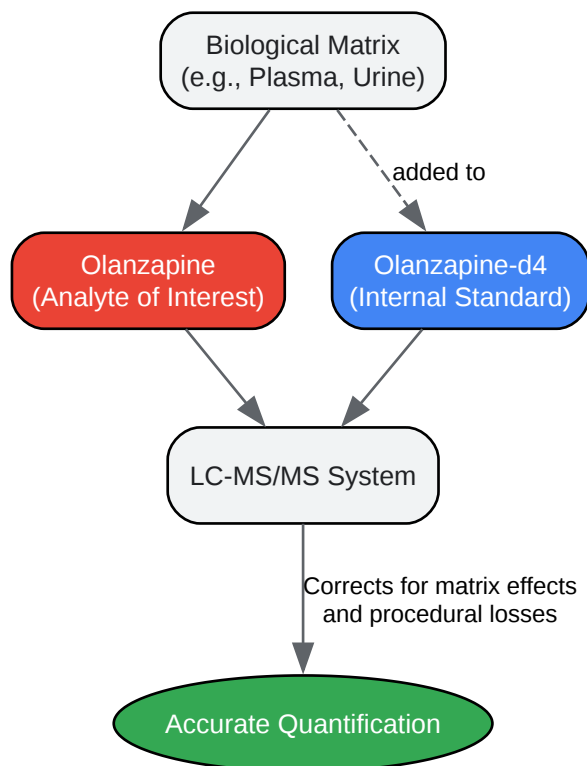 Biological Matrix
(e.g., Plasma, Urine)
added to
Olanzapine
(Analyte of Interest)
Olanzapine-d4
(Internal Standard)
LC-MS/MS System
Corrects for matrix effects
and procedural losses
Accurate Quantification